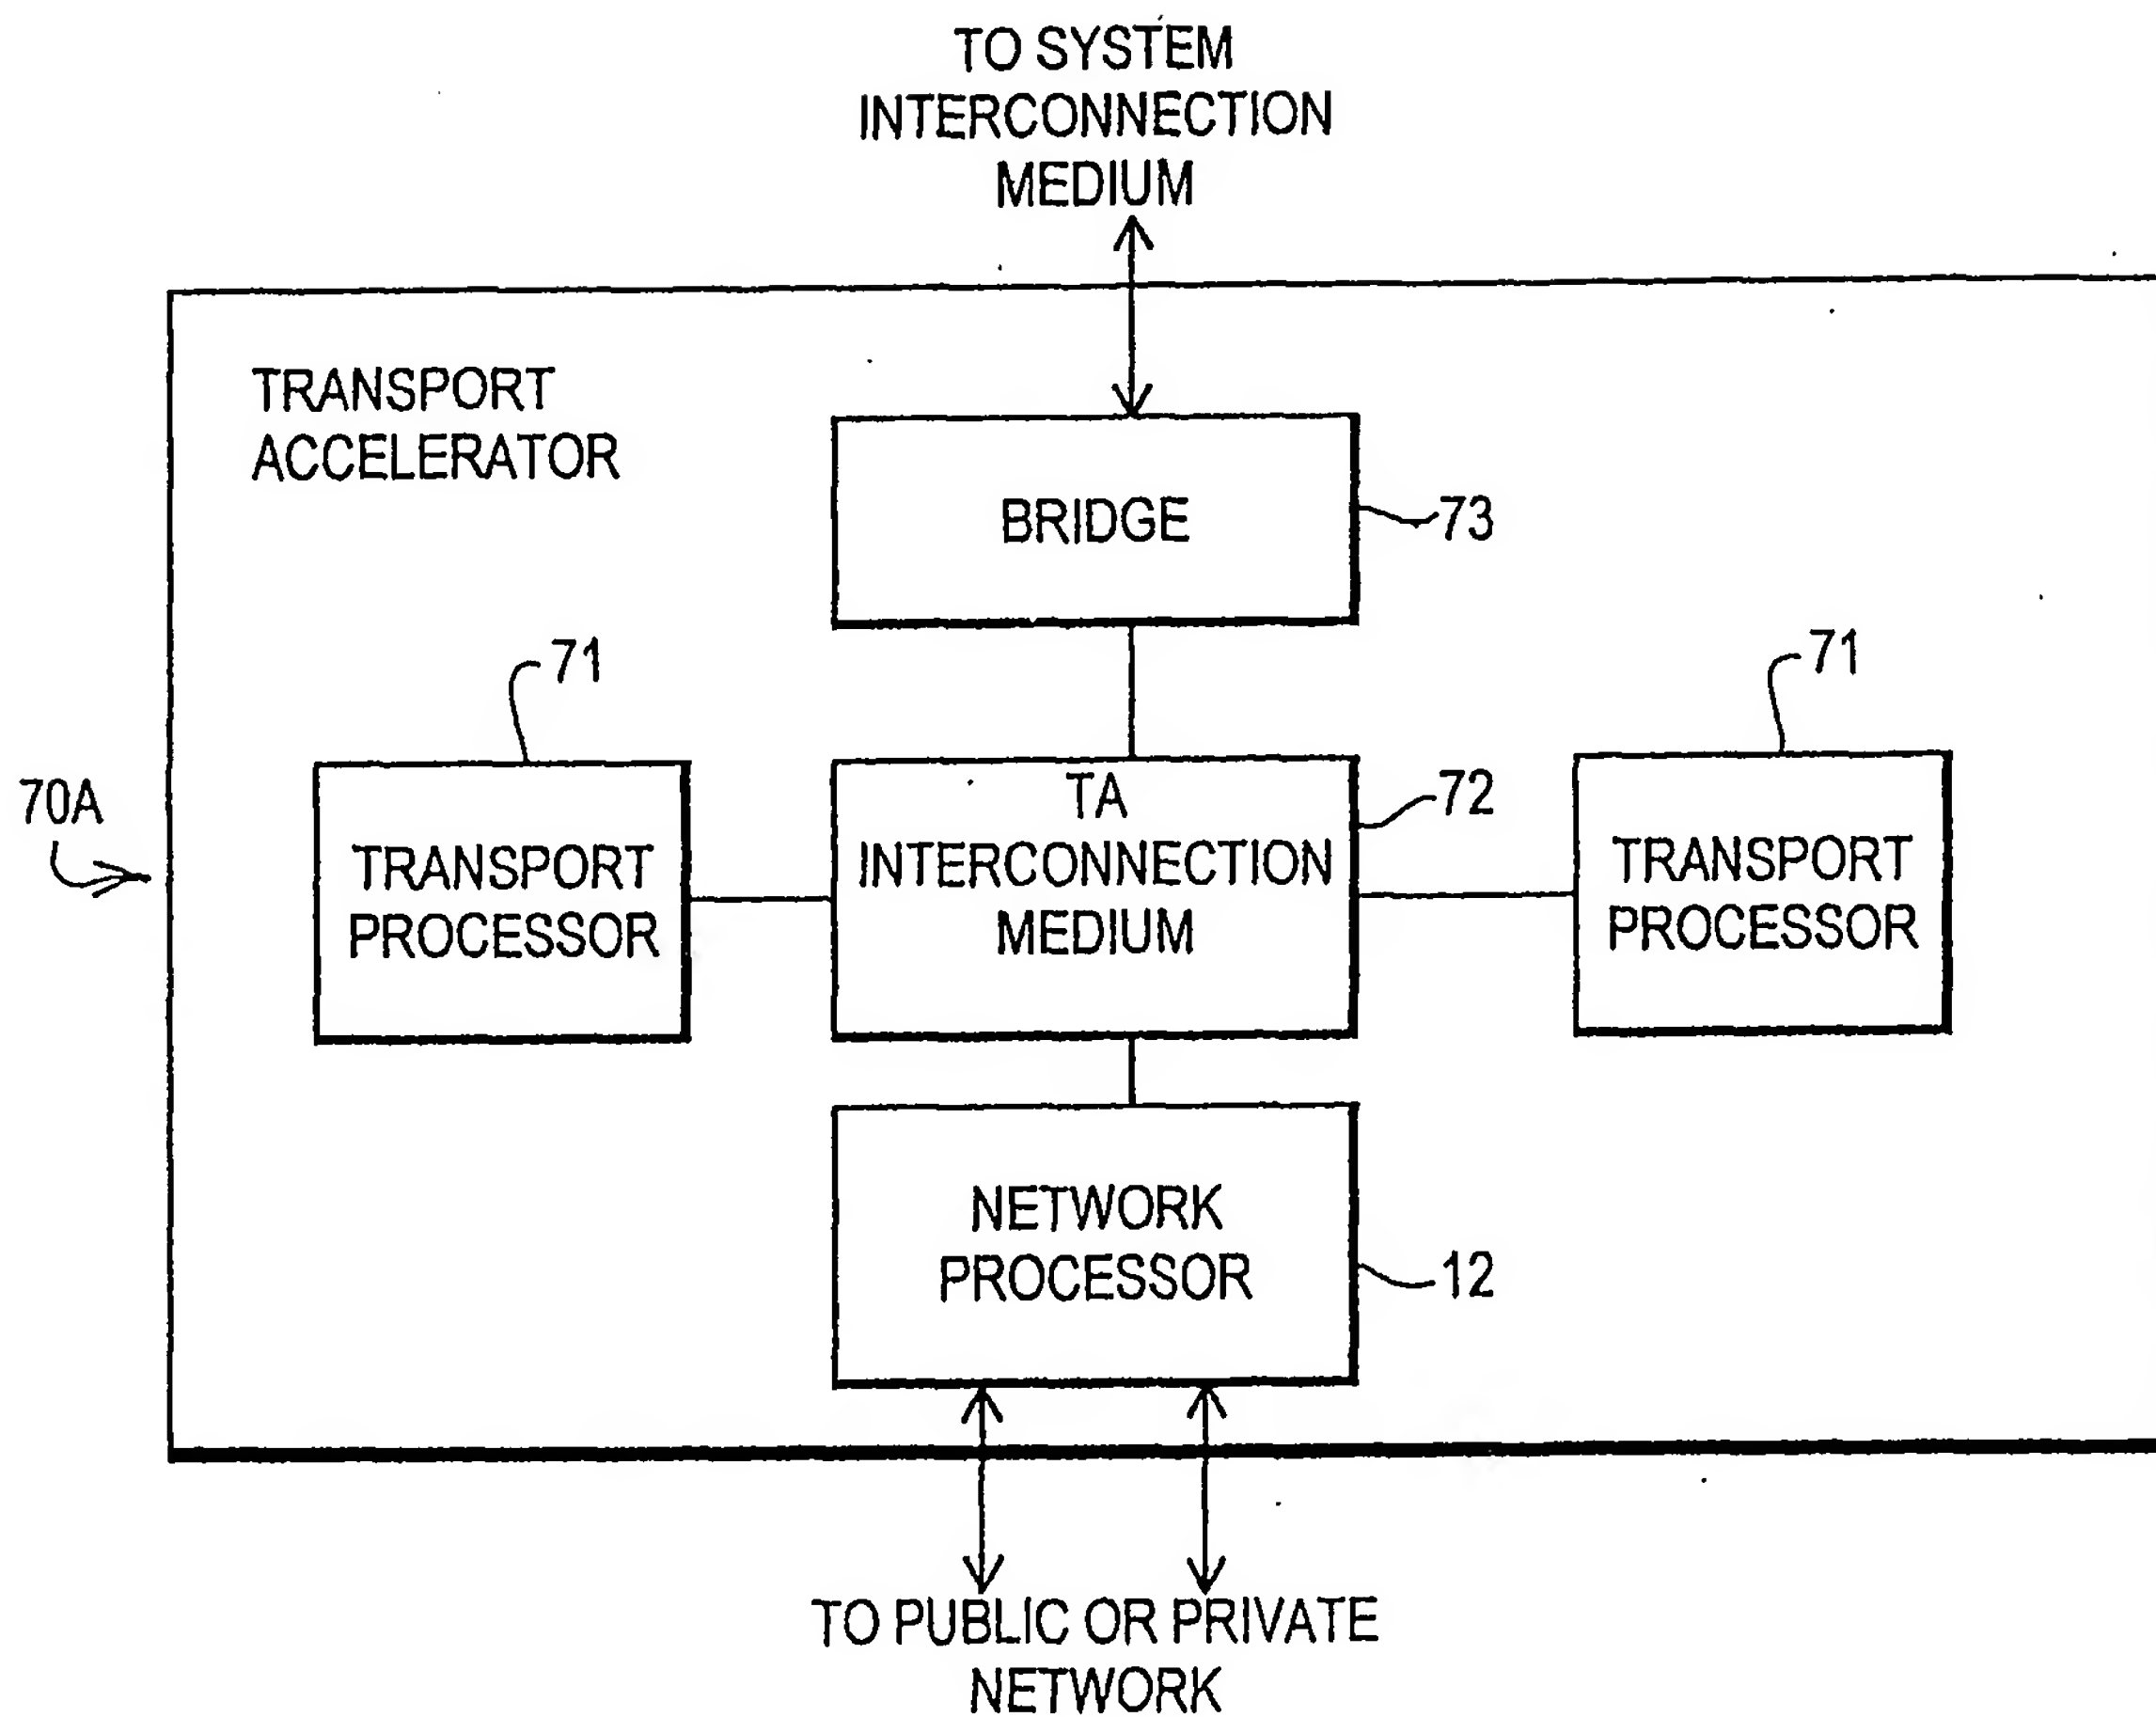 TO SYSTEM
INTERCONNECTION
MEDIUM
TRANSPORT
ACCELERATOR
BRIDGE
73
71
71
70A
TRANSPORT
PROCESSOR
TA
INTERCONNECTION
MEDIUM
72
TRANSPORT
PROCESSOR
NETWORK
PROCESSOR
12
TO PUBLIC OR PRIVATE
NETWORK